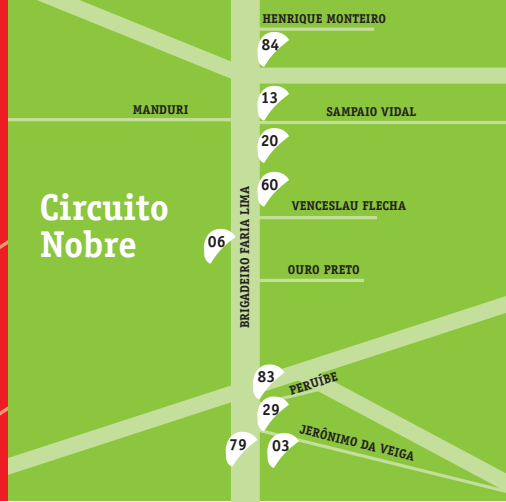 HENRIQUE MONTEIRO
84
13
MANDURI
SAMPAIO VIDAL
20
60
Circuito
Nobre
VENCESLAU FLECHA
BRIGADEIRO FARIA LIMA
06
OURO PRETO
83
PERUÍBE
29
JERÔNIMO DA VEIGA
79
03